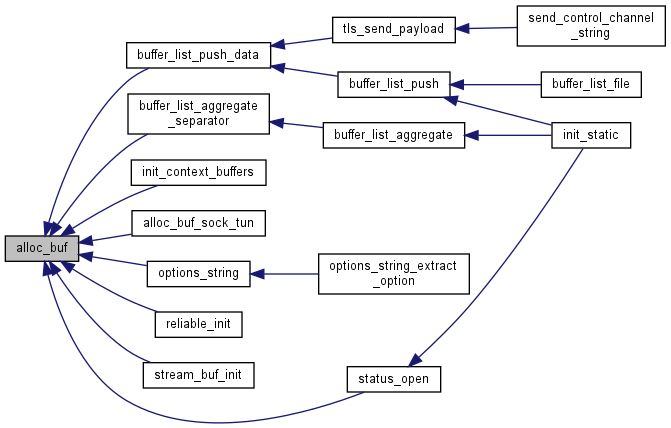 alloc_buf
buffer_list_push_data
tls_send_payload
send_control_channel
_string
buffer_list_push
buffer_list_file
buffer_list_aggregate
_separator
buffer_list_aggregate
init_static
init_context_buffers
alloc_buf_sock_tun
options_string
options_string_extract
_option
reliable_init
stream_buf_init
status_open